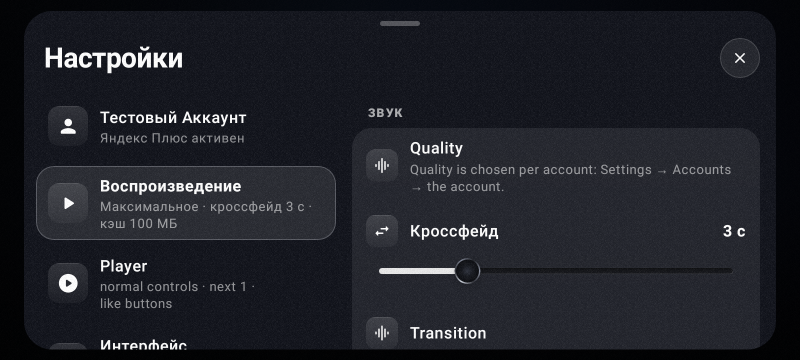 Настройки
Тестовый Аккаунт
Яндекс Плюс активен
Воспроизведение
Максимальное · кроссфейд 3 с ·
кэш 100 МБ
Player
normal controls · next 1 ·
like buttons
Интерфейс
ЗВУК
Quality
Quality is chosen per account: Settings → Accounts
→ the account.
Кроссфейд
3 с
Transition